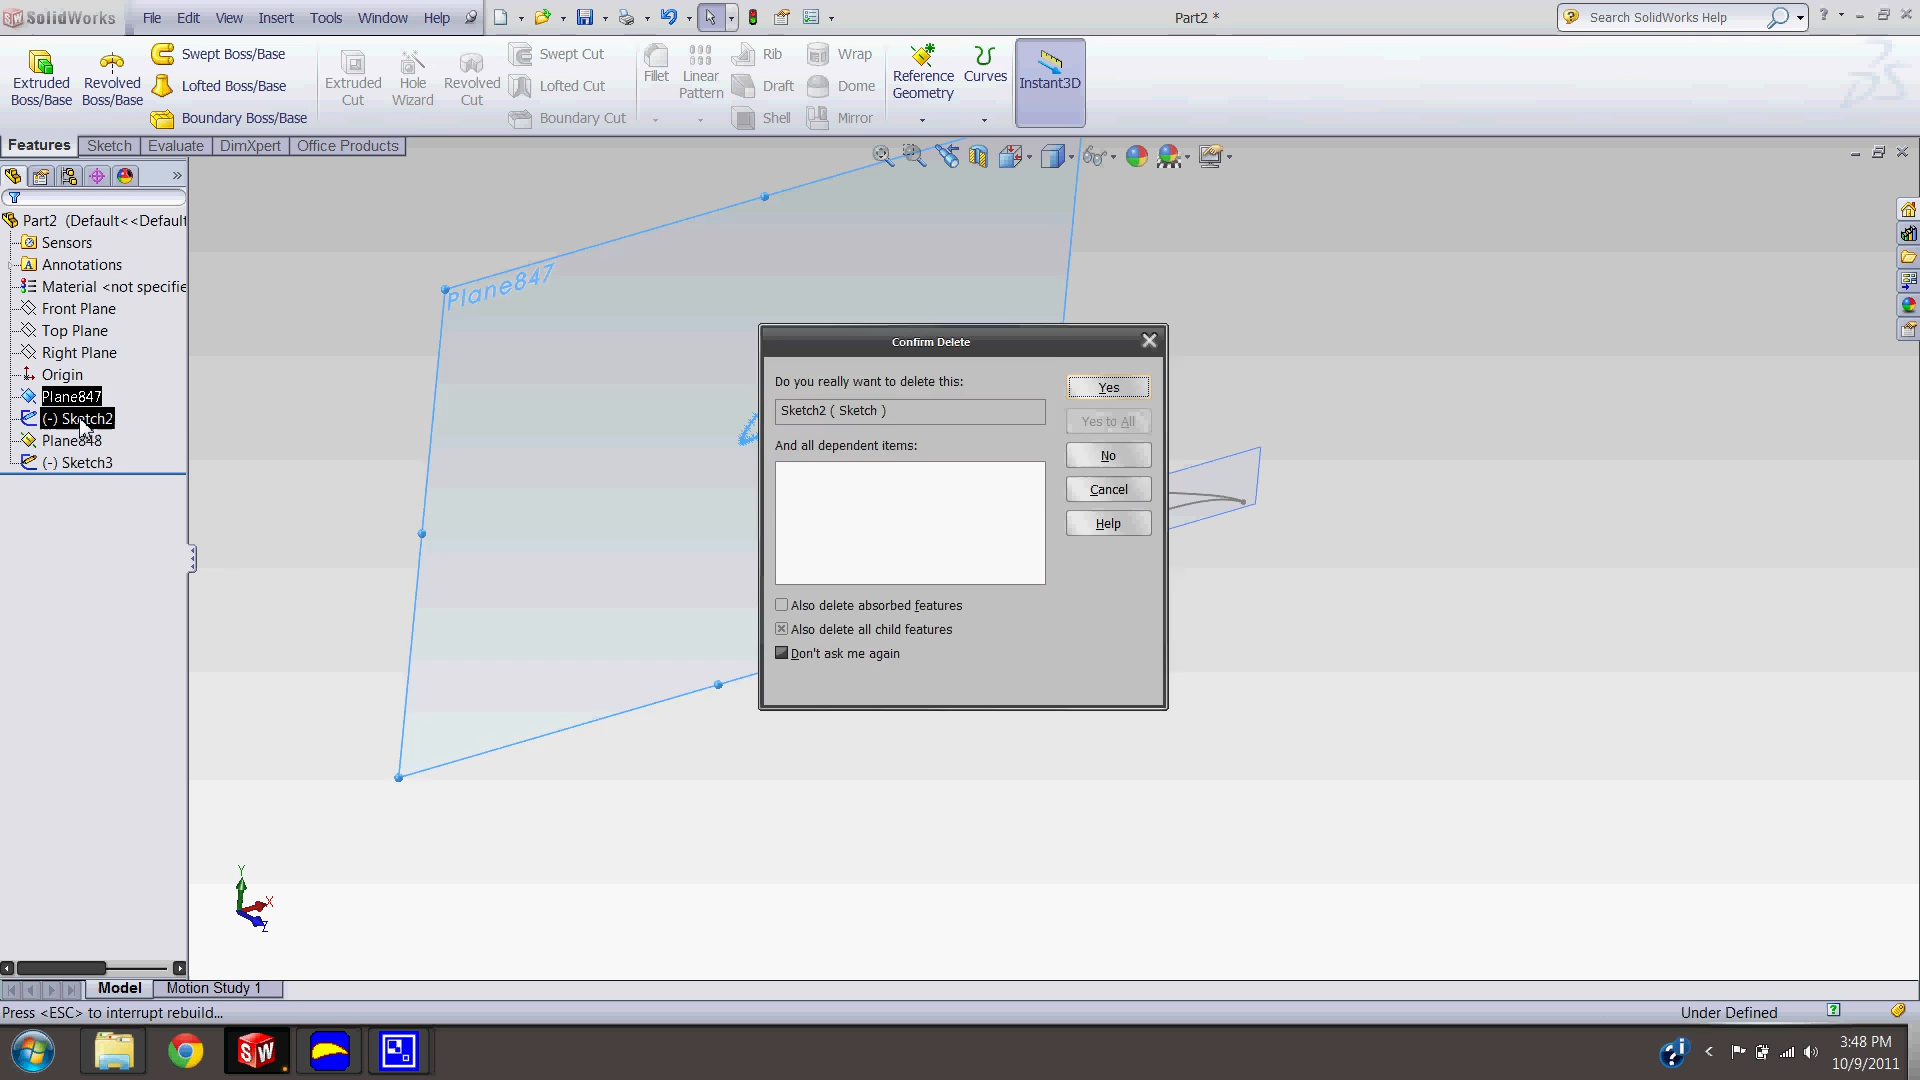 SolidWorks
File Edit View Insert Tools Window Help
Part2 *
Search SolidWorks Help
Extruded Boss/Base
Revolved Boss/Base
Swept Boss/Base
Lofted Boss/Base
Boundary Boss/Base
Extruded Cut
Hole Wizard
Revolved Cut
Swept Cut
Lofted Cut
Boundary Cut
Fillet
Linear Pattern
Rib
Draft
Shell
Wrap
Dome
Mirror
Reference Geometry
Curves
Instant3D
Features Sketch Evaluate DimXpert Office Products
Part2 (Default<<Default
Sensors
Annotations
Material <not specifie
Front Plane
Top Plane
Right Plane
Origin
Plane847
(-) Sketch2
Plane848
(-) Sketch3
Plane847
Confirm Delete
Do you really want to delete this:
Sketch2 ( Sketch )
And all dependent items:
Yes
Yes to All
No
Cancel
Help
Also delete absorbed features
Also delete all child features
Don't ask me again
Y
X
Z
Model Motion Study 1
Press <ESC> to interrupt rebuild...
Under Defined
SW
3:48 PM
10/9/2011